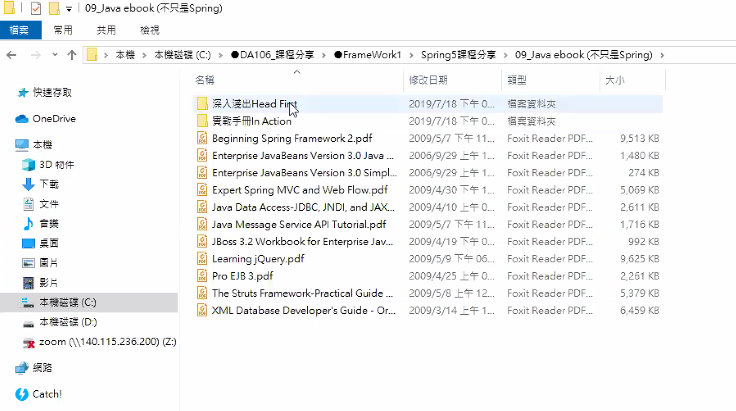 09_Java ebook (不只是Spring)
檔案 常用 共用 檢視
本機 本機磁碟 (C:) ●DA106_課程分享 ●FrameWork1 Spring5課程分享 09_Java ebook (不只是Spring)
名稱 修改日期 類型 大小
快速存取
OneDrive
本機
3D 物件
下載
文件
音樂
桌面
圖片
影片
本機磁碟 (C:)
本機磁碟 (D:)
zoom (\\140.115.236.200) (Z:)
網路
Catch!
深入淺出Head First 2019/7/18 下午 0... 檔案資料夾
實戰手冊In Action 2019/7/18 下午 0... 檔案資料夾
Beginning Spring Framework 2.pdf 2009/5/7 下午 11... Foxit Reader PDF... 9,513 KB
Enterprise JavaBeans Version 3.0 Java ... 2006/9/29 上午 1... Foxit Reader PDF... 1,480 KB
Enterprise JavaBeans Version 3.0 Simpl... 2006/9/29 上午 1... Foxit Reader PDF... 274 KB
Expert Spring MVC and Web Flow.pdf 2009/4/30 下午 1... Foxit Reader PDF... 5,069 KB
Java Data Access-JDBC, JNDI, and JAX... 2009/4/10 上午 0... Foxit Reader PDF... 2,611 KB
Java Message Service API Tutorial.pdf 2009/5/7 下午 11... Foxit Reader PDF... 1,716 KB
JBoss 3.2 Workbook for Enterprise Jav... 2009/4/19 下午 0... Foxit Reader PDF... 992 KB
Learning jQuery.pdf 2009/5/9 下午 06... Foxit Reader PDF... 9,625 KB
Pro EJB 3.pdf 2009/4/25 上午 0... Foxit Reader PDF... 2,261 KB
The Struts Framework-Practical Guide ... 2009/5/8 上午 12... Foxit Reader PDF... 5,379 KB
XML Database Developer's Guide - Or... 2009/3/14 上午 1... Foxit Reader PDF... 6,459 KB